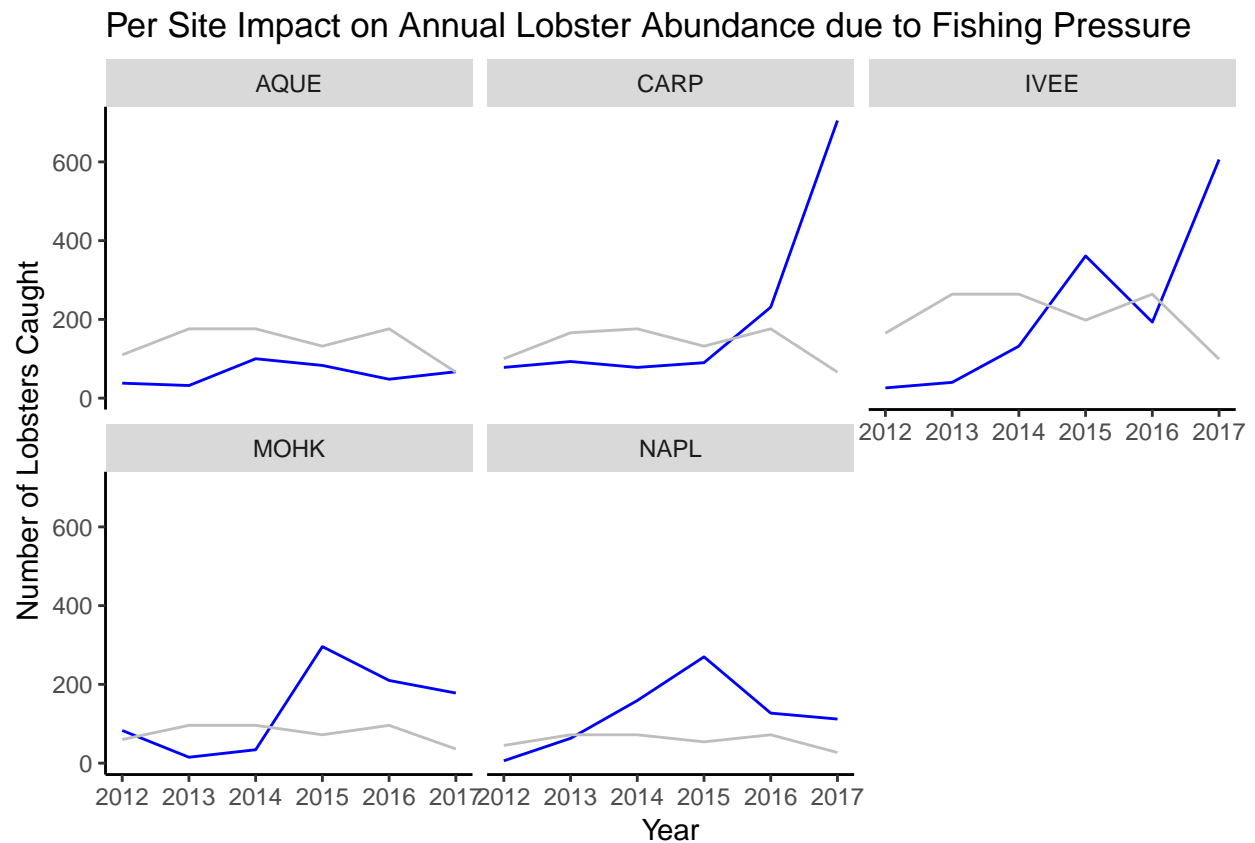 Per Site Impact on Annual Lobster Abundance due to Fishing Pressure
AQUE
CARP
IVEE
600
400
200
0
2012 2013 2014 2015 2016 2017
MOHK
NAPL
600
400
200
0
2012 2013 2014 2015 2016 2017
2012 2013 2014 2015 2016 2017
Number of Lobsters Caught
Year